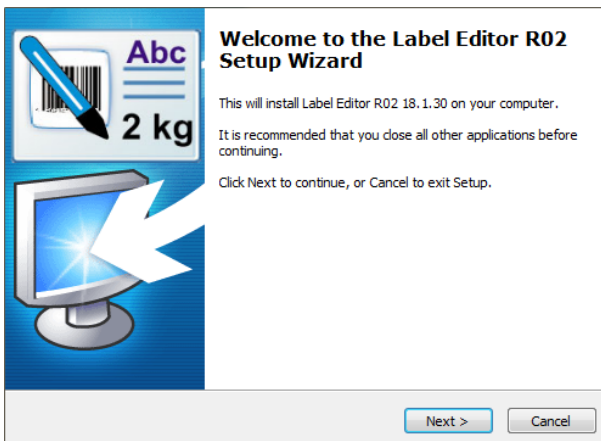 Abc
2 kg
Welcome to the Label Editor R02
Setup Wizard
This will install Label Editor R02 18.1.30 on your computer.
It is recommended that you close all other applications before
continuing.
Click Next to continue, or Cancel to exit Setup.
Next >
Cancel